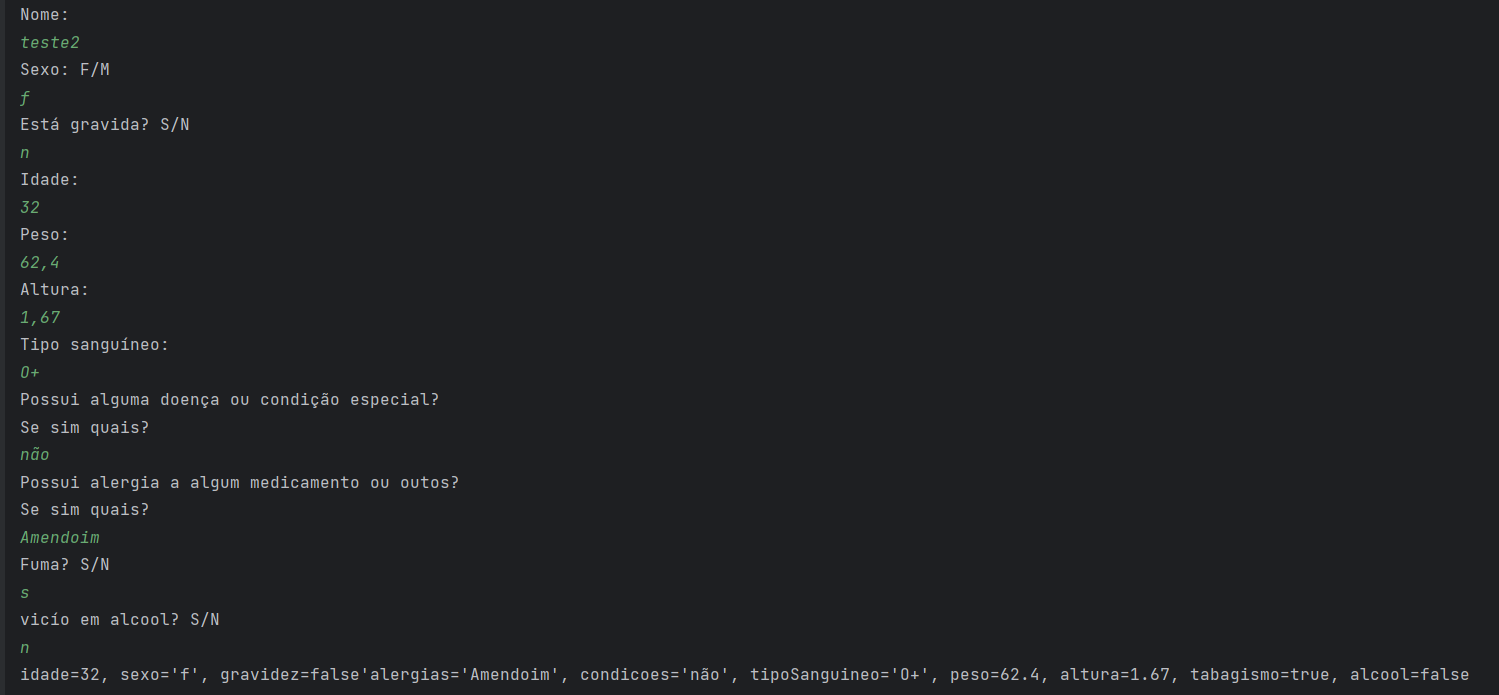 Nome:
teste2
Sexo: F/M
f
Está gravida? S/N
n
Idade:
32
Peso:
62,4
Altura:
1,67
Tipo sanguíneo:
O+
Possui alguma doença ou condição especial?
Se sim quais?
não
Possui alergia a algum medicamento ou outos?
Se sim quais?
Amendoim
Fuma? S/N
s
vicío em alcool? S/N
n
idade=32, sexo='f', gravidez=false'alergias='Amendoim', condicoes='não', tipoSanguineo='O+', peso=62.4, altura=1.67, tabagismo=true, alcool=false